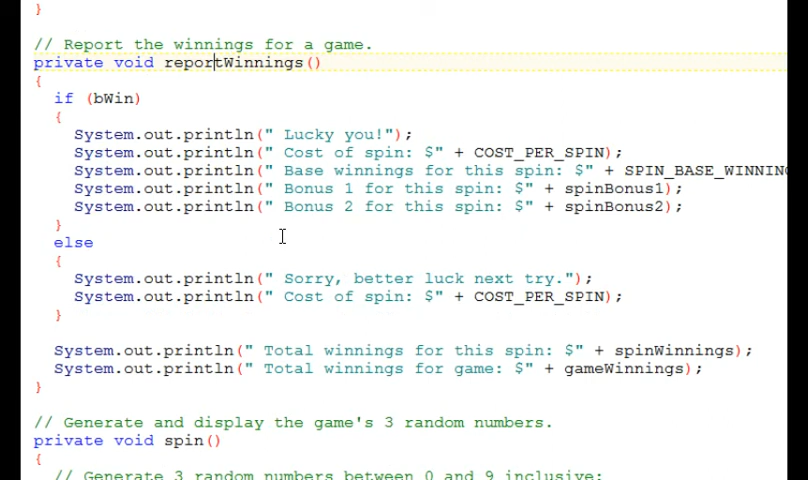 }
// Report the winnings for a game.
private void reportWinnings()
{
if (bWin)
{
System.out.println(" Lucky you!");
System.out.println(" Cost of spin: $" + COST_PER_SPIN);
System.out.println(" Base winnings for this spin: $" + SPIN_BASE_WINNIN
System.out.println(" Bonus 1 for this spin: $" + spinBonus1);
System.out.println(" Bonus 2 for this spin: $" + spinBonus2);
}
else
{
System.out.println(" Sorry, better luck next try.");
System.out.println(" Cost of spin: $" + COST_PER_SPIN);
}
System.out.println(" Total winnings for this spin: $" + spinWinnings);
System.out.println(" Total winnings for game: $" + gameWinnings);
}
// Generate and display the game's 3 random numbers.
private void spin()
{
// Generate 3 random numbers between 0 and 9 inclusive: